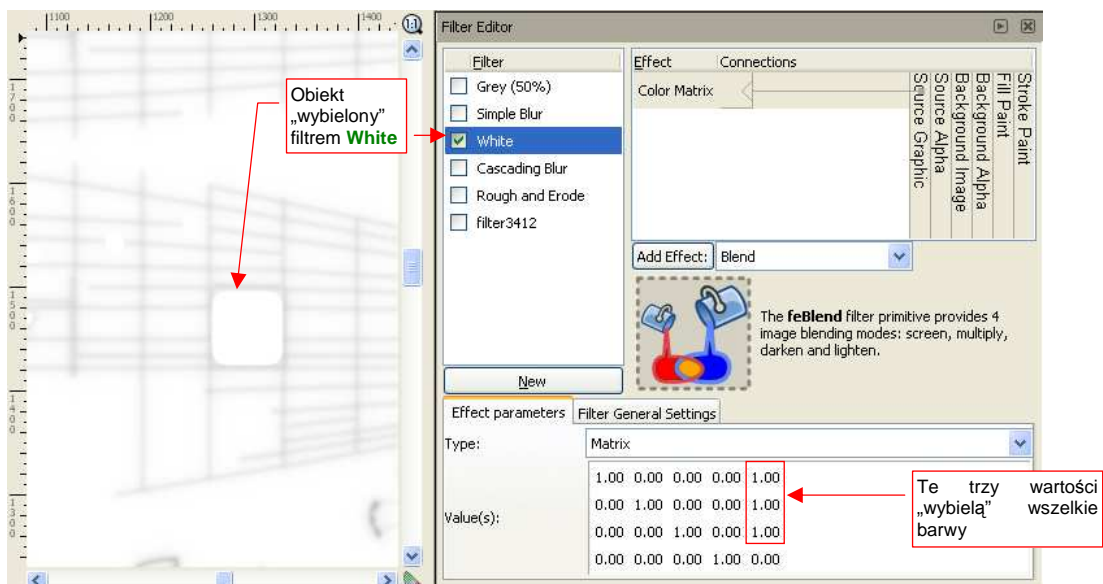 1100 1200 1300 1400
1700
1600
1500
1400
1300
Obiekt
„wybielony”
filtrem White
Filter Editor
Filter
Grey (50%)
Simple Blur
White
Cascading Blur
Rough and Erode
filter3412
New
Effect Connections
Color Matrix
Stroke Paint
Fill Paint
Background Alpha
Background Image
Source Alpha
Source Graphic
Add Effect: Blend
The feBlend filter primitive provides 4
image blending modes: screen, multiply,
darken and lighten.
Effect parameters Filter General Settings
Type: Matrix
Value(s):
1.00 0.00 0.00 0.00 1.00
0.00 1.00 0.00 0.00 1.00
0.00 0.00 1.00 0.00 1.00
0.00 0.00 0.00 1.00 0.00
Te trzy wartości
„wybielą” wszelkie
barwy